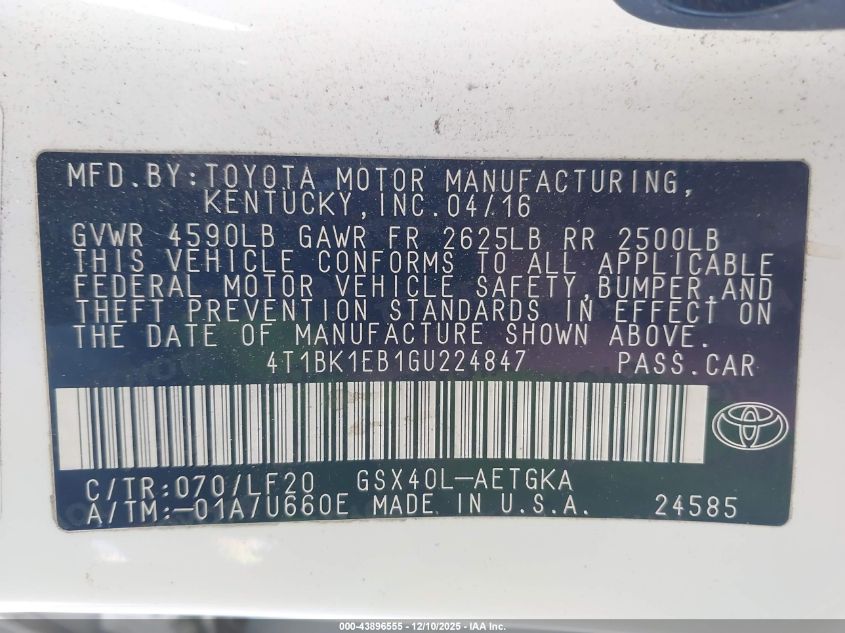 MFD.BY:TOYOTA MOTOR MANUFACTURING,
KENTUCKY,INC.04/16
GVWR 4590LB GAWR FR 2625LB RR 2500LB
THIS VEHICLE CONFORMS TO ALL APPLICABLE
FEDERAL MOTOR VEHICLE SAFETY,BUMPER,AND
THEFT PREVENTION STANDARDS IN EFFECT ON
THE DATE OF MANUFACTURE SHOWN ABOVE.
4T1BK1EB1GU224847 PASS.CAR
C/TR:070/LF20 GSX40L-AETGKA
A/TM:-01A/U660E MADE IN U.S.A. 24585
000-43896555 - 12/10/2025 - IAA Inc.